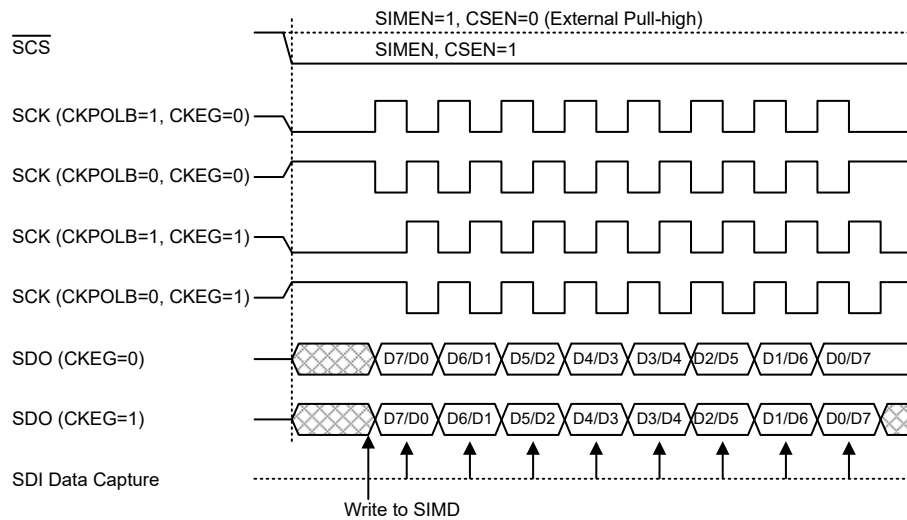 SIMEN=1, CSEN=0 (External Pull-high)
SCS
SIMEN, CSEN=1
SCK (CKPOLB=1, CKEG=0)
SCK (CKPOLB=0, CKEG=0)
SCK (CKPOLB=1, CKEG=1)
SCK (CKPOLB=0, CKEG=1)
SDO (CKEG=0) D7/D0 D6/D1 D5/D2 D4/D3 D3/D4 D2/D5 D1/D6 D0/D7
SDO (CKEG=1) D7/D0 D6/D1 D5/D2 D4/D3 D3/D4 D2/D5 D1/D6 D0/D7
SDI Data Capture
Write to SIMD